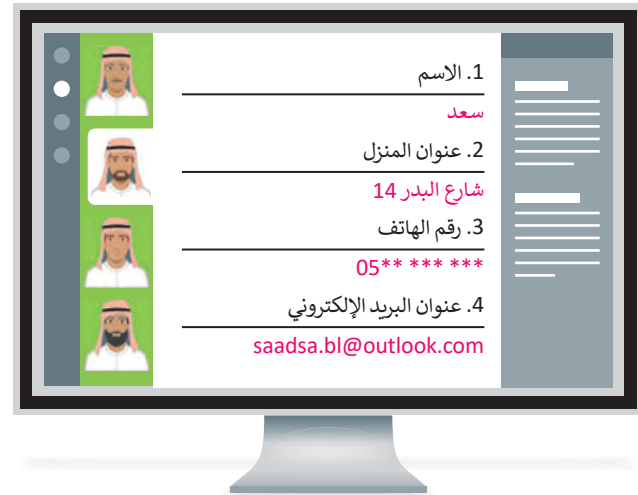 1. الاسم
سعد
2. عنوان المنزل
شارع البدر 14
3. رقم الهاتف
05** *** ***
4. عنوان البريد الإلكتروني
saadsa.bl@outlook.com